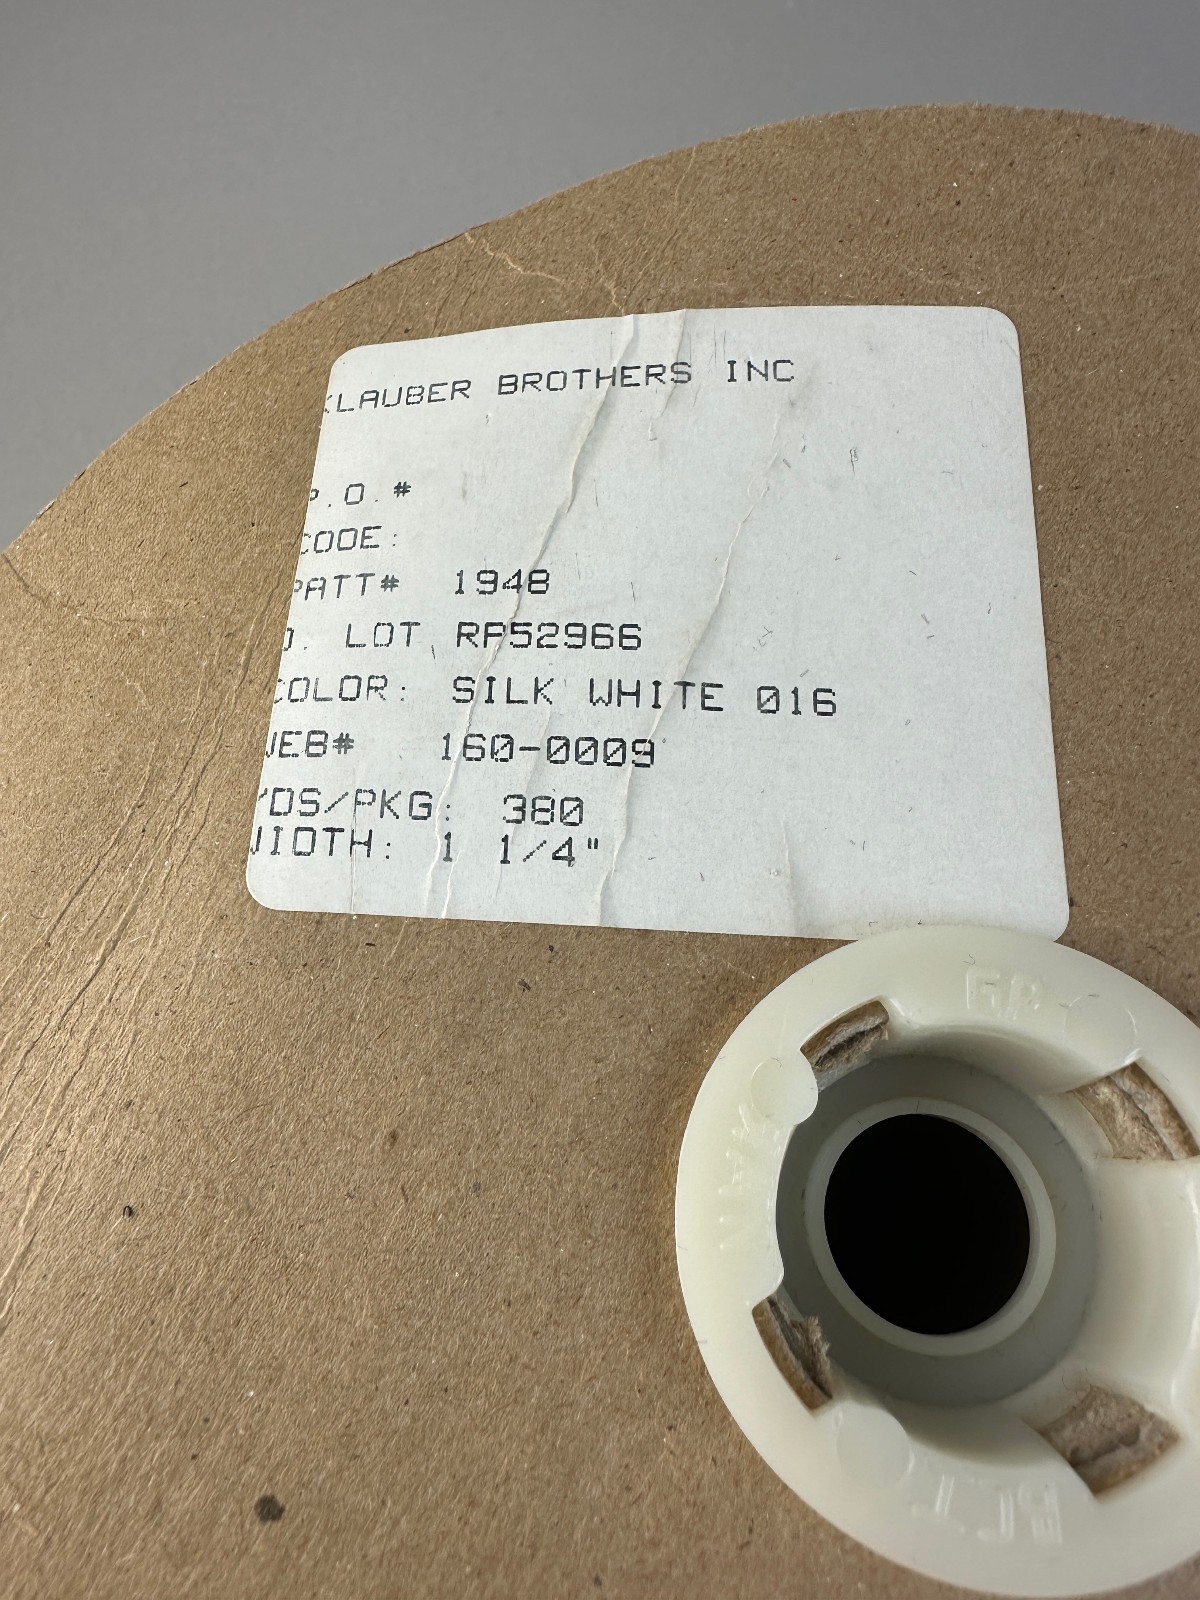 KLAUBER BROTHERS INC
P.O.#
CODE:
PATT# 1948
D. LOT RP52966
COLOR: SILK WHITE 016
WEB# 160-0009
YDS/PKG: 380
WIDTH: 1 1/4"
GP